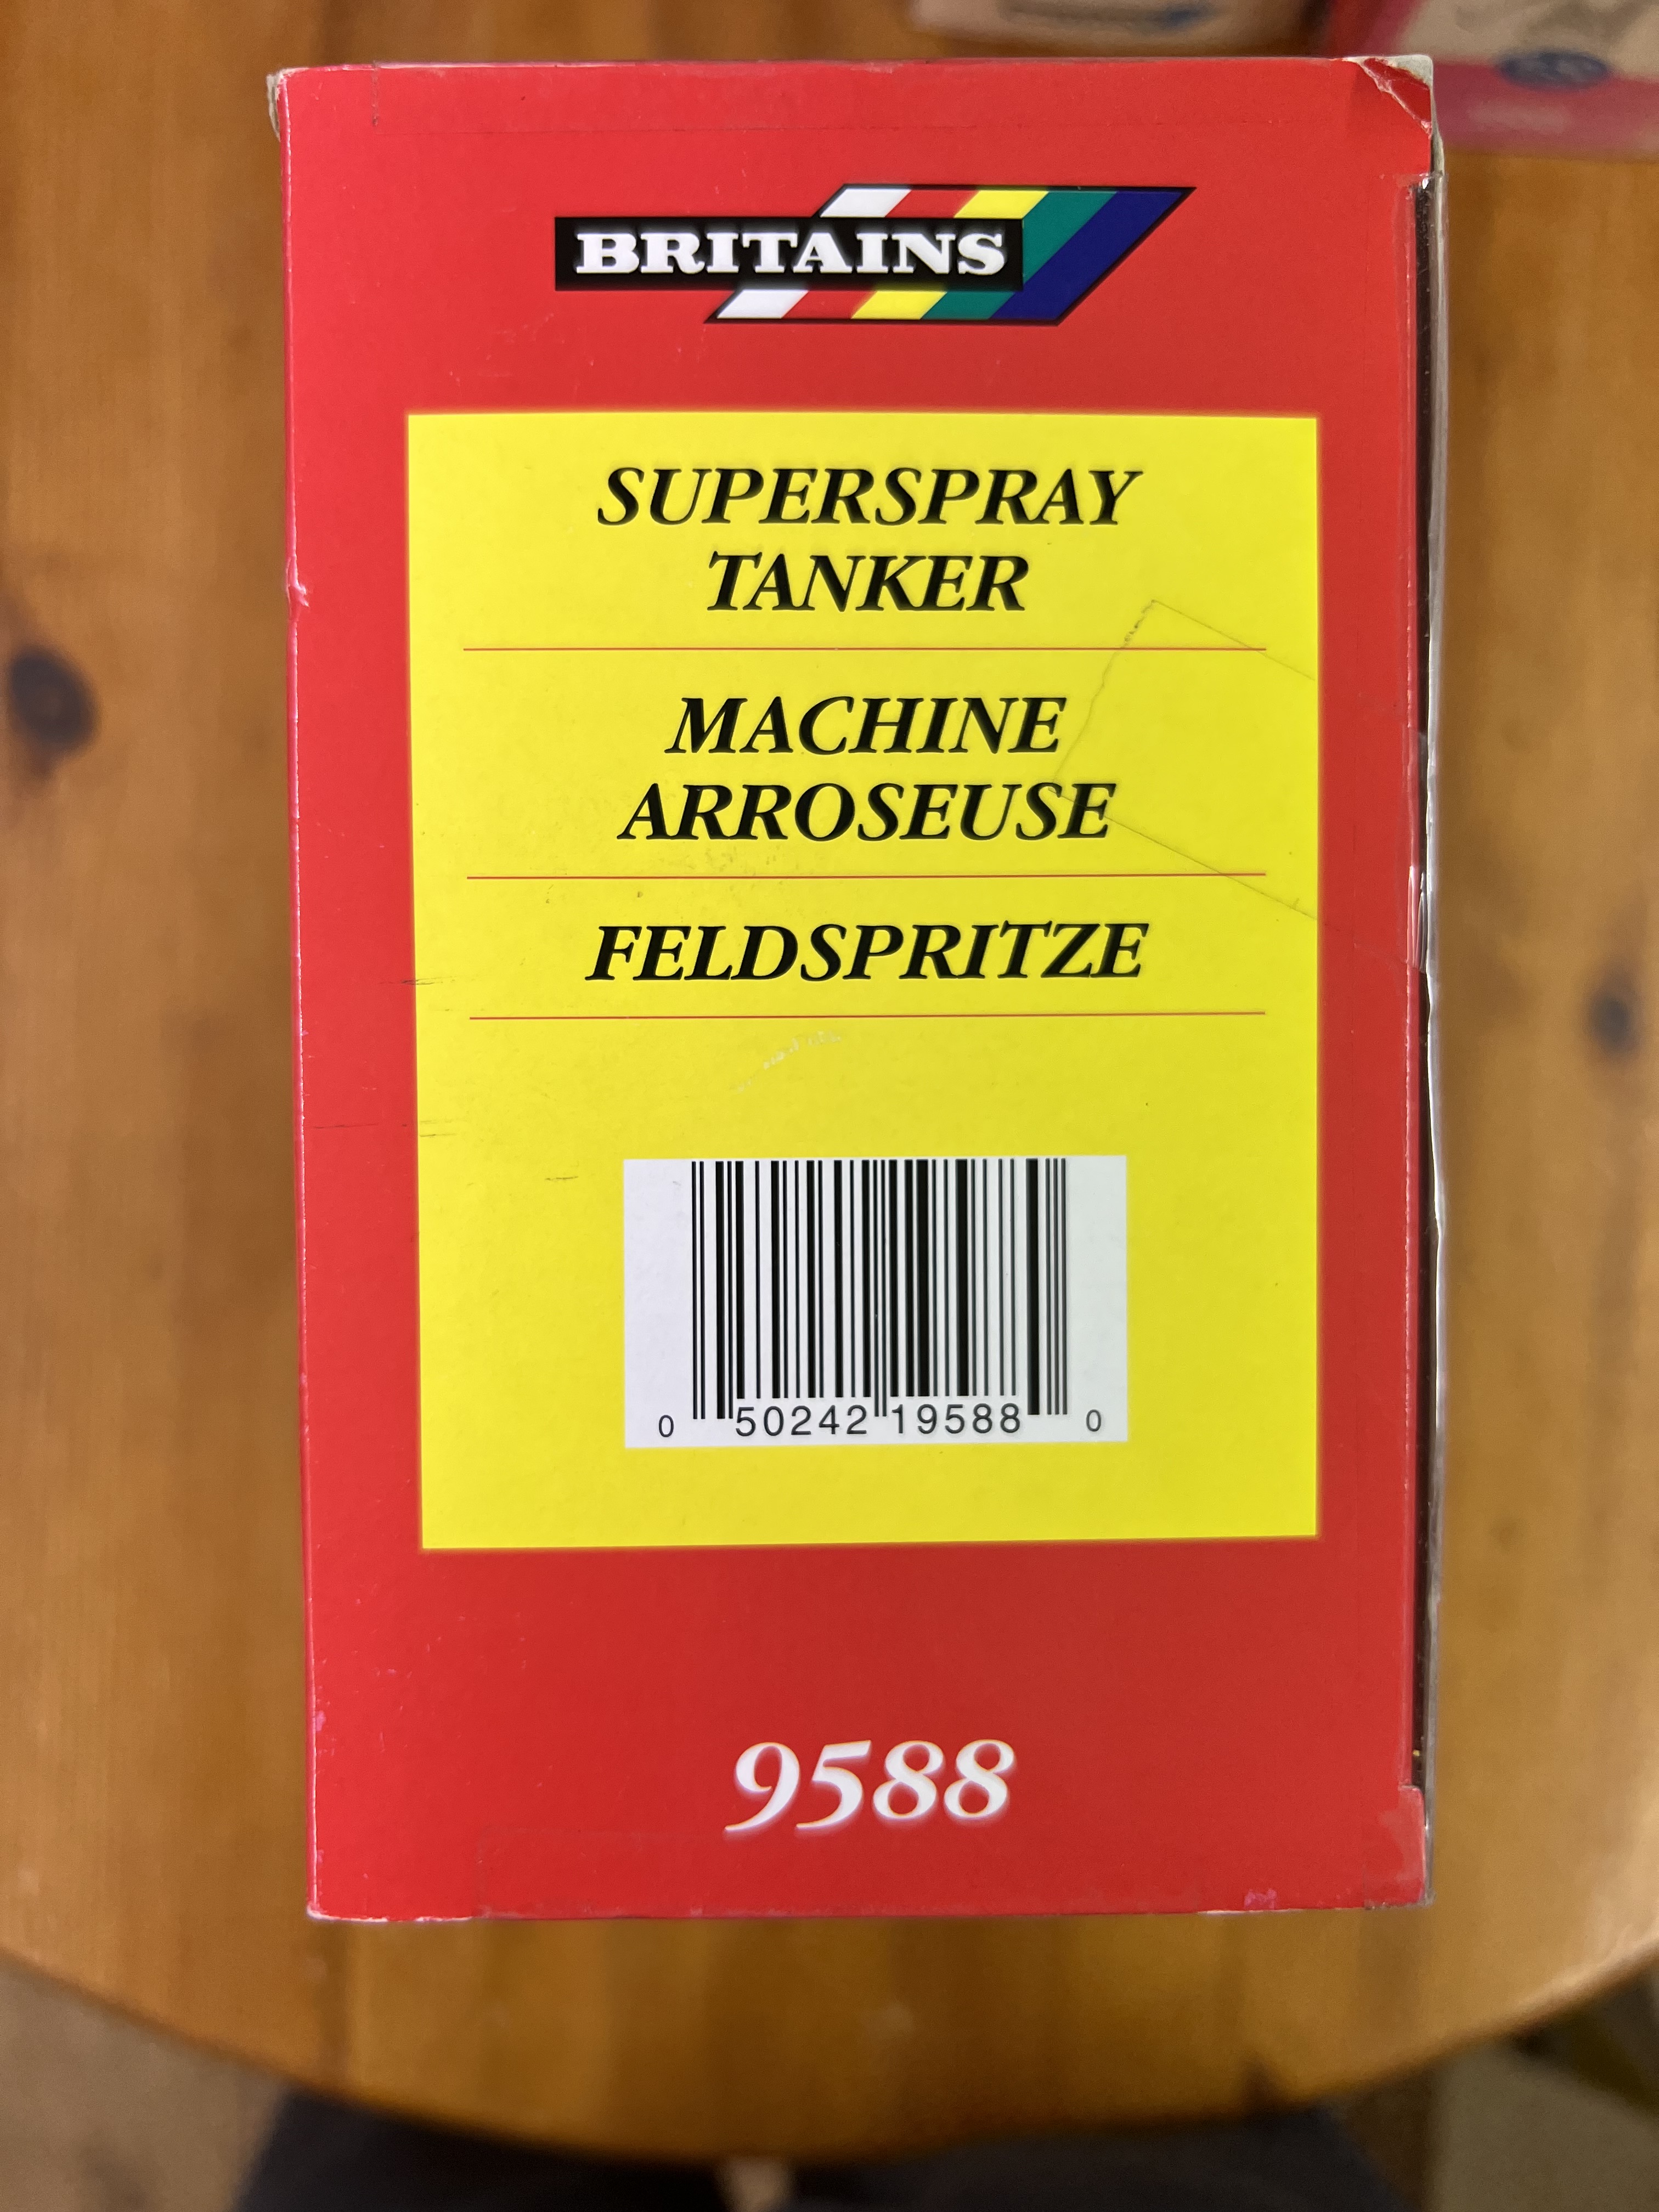 BRITAINS
SUPERSPRAY
TANKER
MACHINE
ARROSEUSE
FELDSPRITZE
0 50242 19588 0
9588